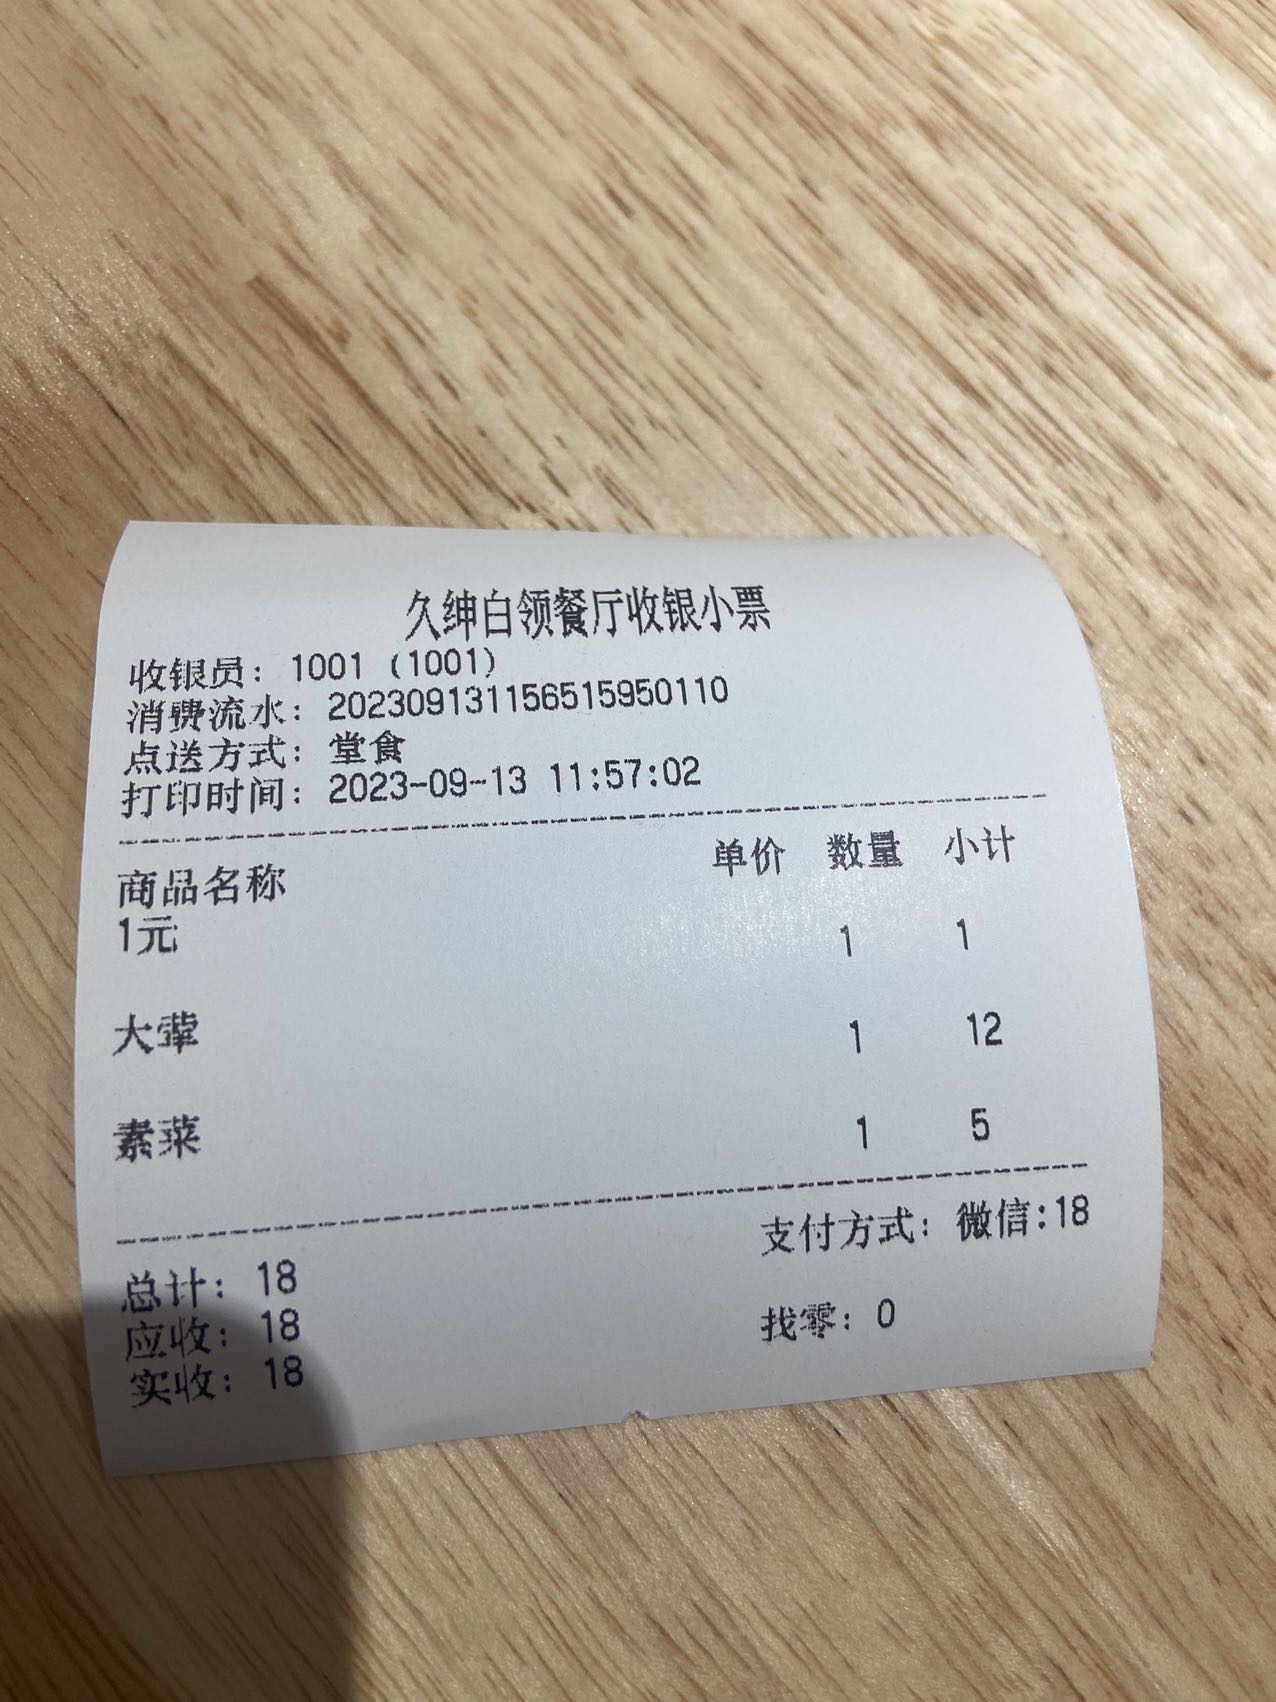 久绅白领餐厅收银小票
收银员：1001（1001）
消费流水：202309131156515950110
点送方式：堂食
打印时间：2023-09-13 11:57:02
商品名称 单价 数量 小计
1元 1 1
大荤 1 12
素菜 1 5
支付方式：微信:18
总计：18
应收：18 找零：0
实收：18